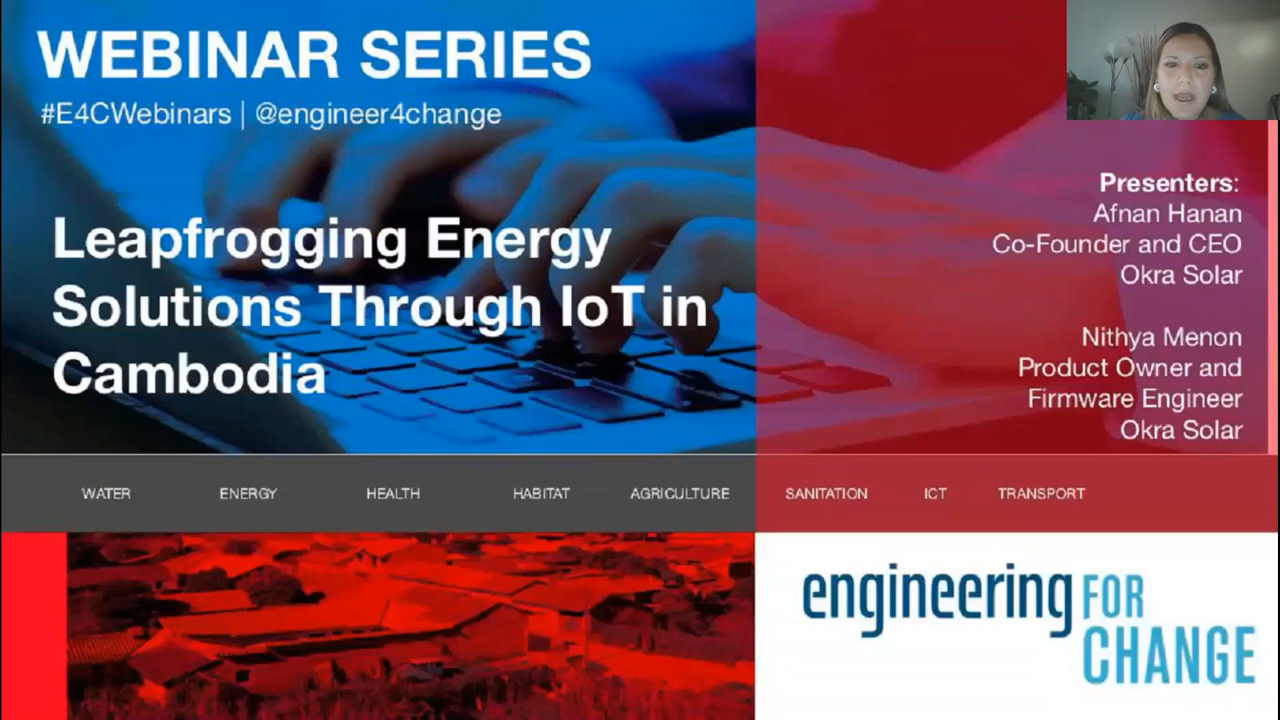 WEBINAR SERIES
#E4CWebinars | @engineer4change
Leapfrogging Energy
Solutions Through IoT in
Cambodia
Presenters:
Afnan Hanan
Co-Founder and CEO
Okra Solar
Nithya Menon
Product Owner and
Firmware Engineer
Okra Solar
WATER ENERGY HEALTH HABITAT AGRICULTURE SANITATION ICT TRANSPORT
engineering FOR
CHANGE